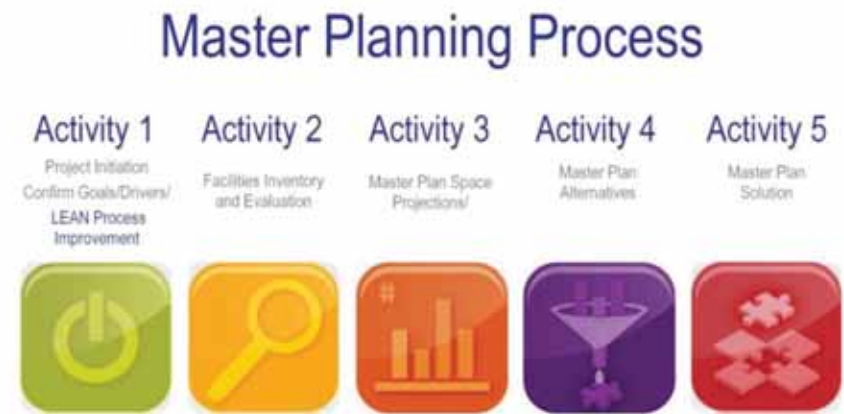 Master Planning Process
Activity 1
Project Initiation
Confirm Goals/Drivers/
LEAN Process
Improvement
Activity 2
Facilities Inventory
and Evaluation
Activity 3
Master Plan Space
Projections/
Activity 4
Master Plan
Alternatives
Activity 5
Master Plan
Solution
#